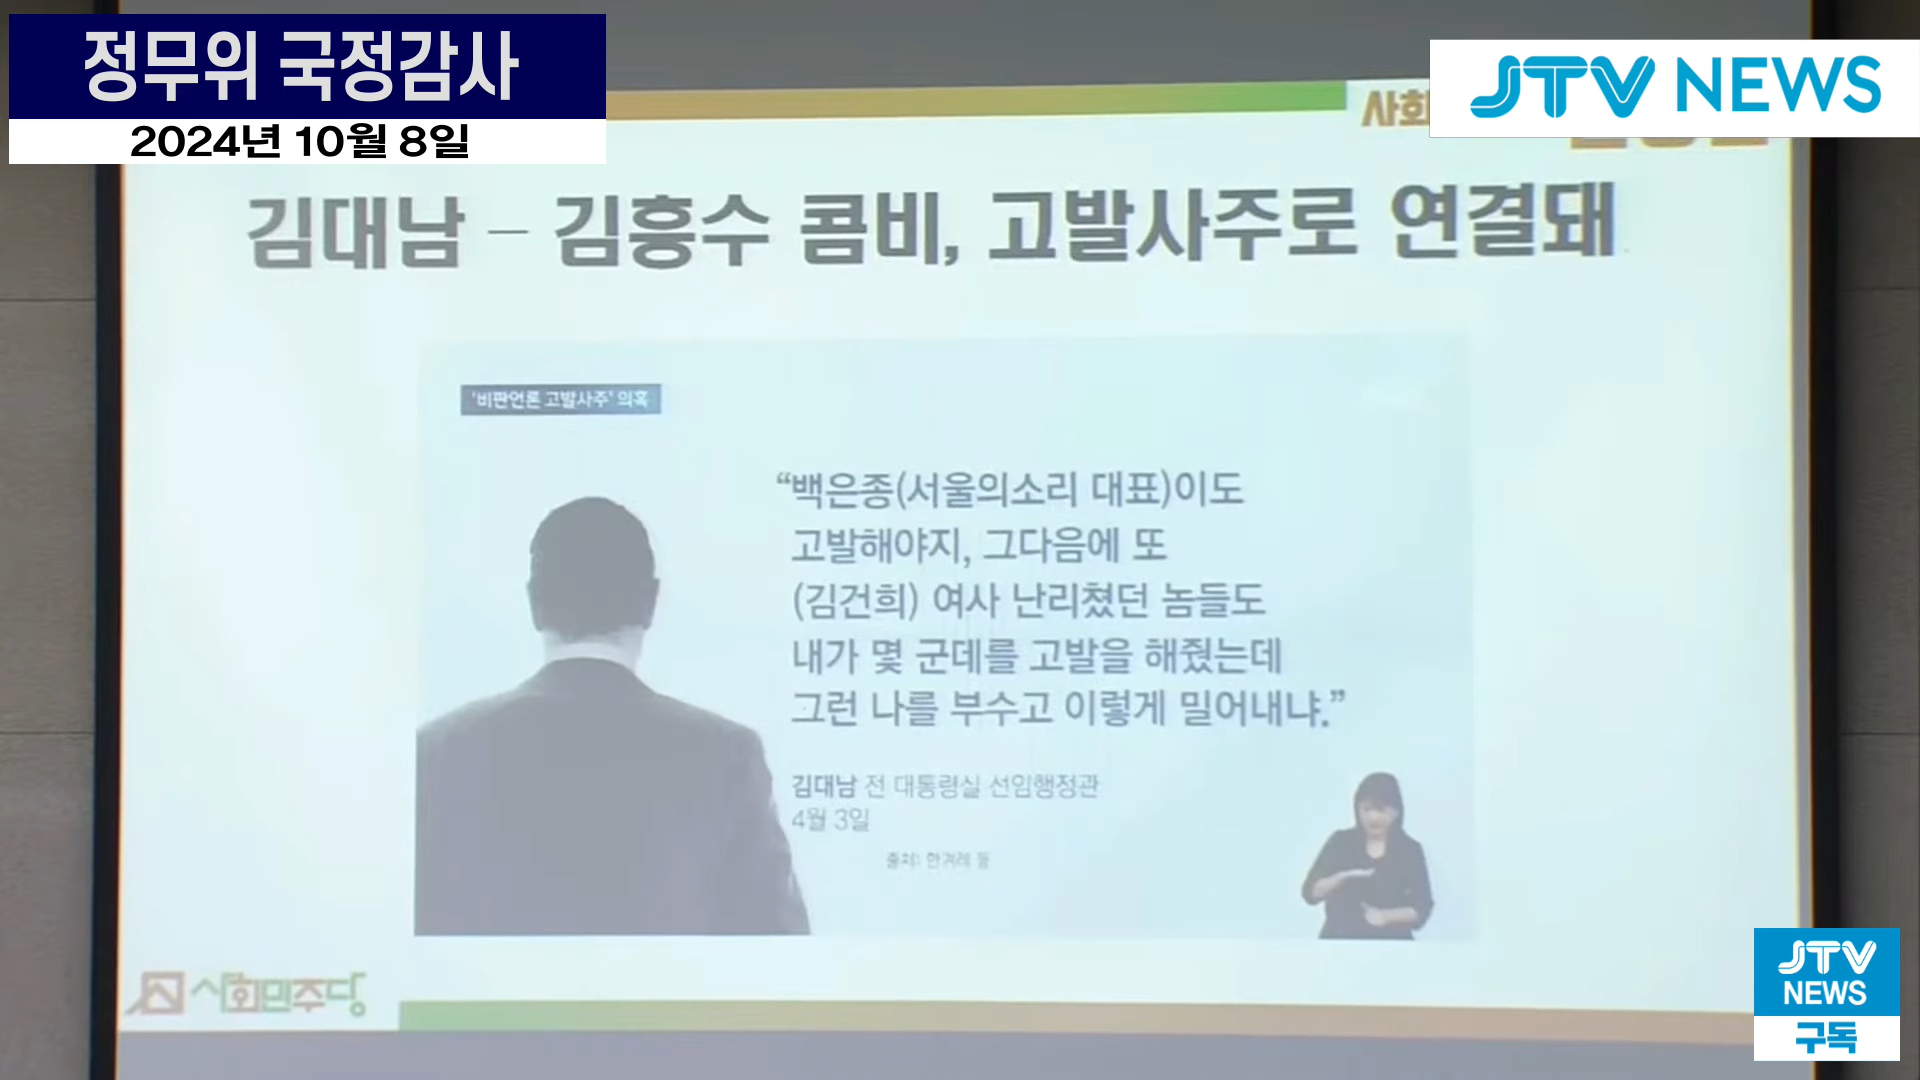 정무위 국정감사
2024년 10월 8일
JTV NEWS
김대남 – 김흥수 콤비, 고발사주로 연결돼
'비판언론 고발사주' 의혹
“백은종(서울의소리 대표)이도
고발해야지, 그다음에 또
(김건희) 여사 난리쳤던 놈들도
내가 몇 군데를 고발을 해줬는데
그런 나를 부수고 이렇게 밀어내냐.”
김대남 전 대통령실 선임행정관
4월 3일
출처: 한겨레 등
사회민주당
JTV
NEWS
구독